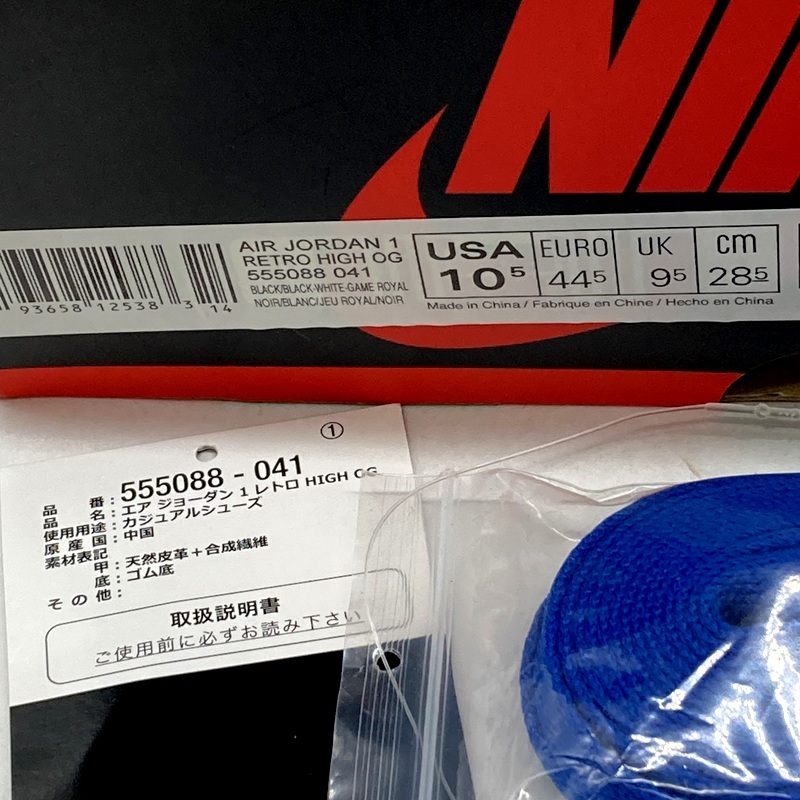 NI
AIR JORDAN 1
RETRO HIGH OG
555088 041
BLACK/BLACK-WHITE-GAME ROYAL
NOIR/BLANC/JEU ROYAL/NOIR
93658 12538 3 14
USA 10⁵
EURO 44⁵
UK 9⁵
cm 28⁵
Made in China / Fabrique en Chine / Hecho en China
①
品番:555088 - 041
品名:エア ジョーダン 1 レトロ HIGH OG
使用用途:カジュアルシューズ
原産国:中国
素材表記
甲:天然皮革+合成繊維
底:ゴム底
その他:
取扱説明書
ご使用前に必ずお読み下さい